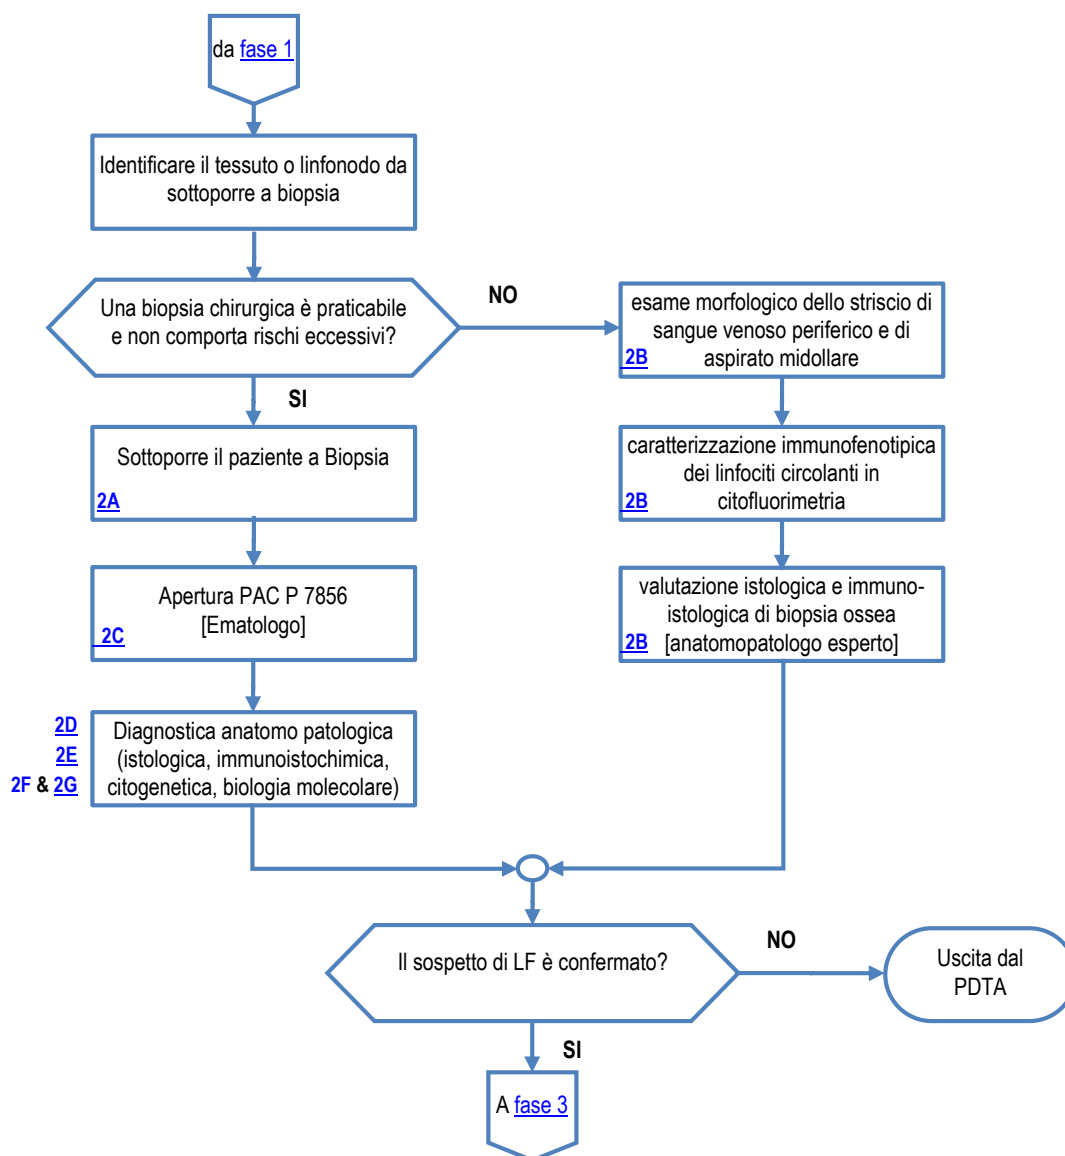 da fase 1
Identificare il tessuto o linfonodo da
sottoporre a biopsia
Una biopsia chirurgica è praticabile
e non comporta rischi eccessivi?
NO
esame morfologico dello striscio di
sangue venoso periferico e di
aspirato midollare
2B
SI
Sottoporre il paziente a Biopsia
2A
caratterizzazione immunofenotipica
dei linfociti circolanti in
citofluorimetria
2B
Apertura PAC P 7856
[Ematologo]
2C
valutazione istologica e immuno-
istologica di biopsia ossea
[anatomopatologo esperto]
2B
2D
2E
2F & 2G
Diagnostica anatomo patologica
(istologica, immunoistochimica,
citogenetica, biologia molecolare)
Il sospetto di LF è confermato?
NO
Uscita dal
PDTA
SI
A fase 3